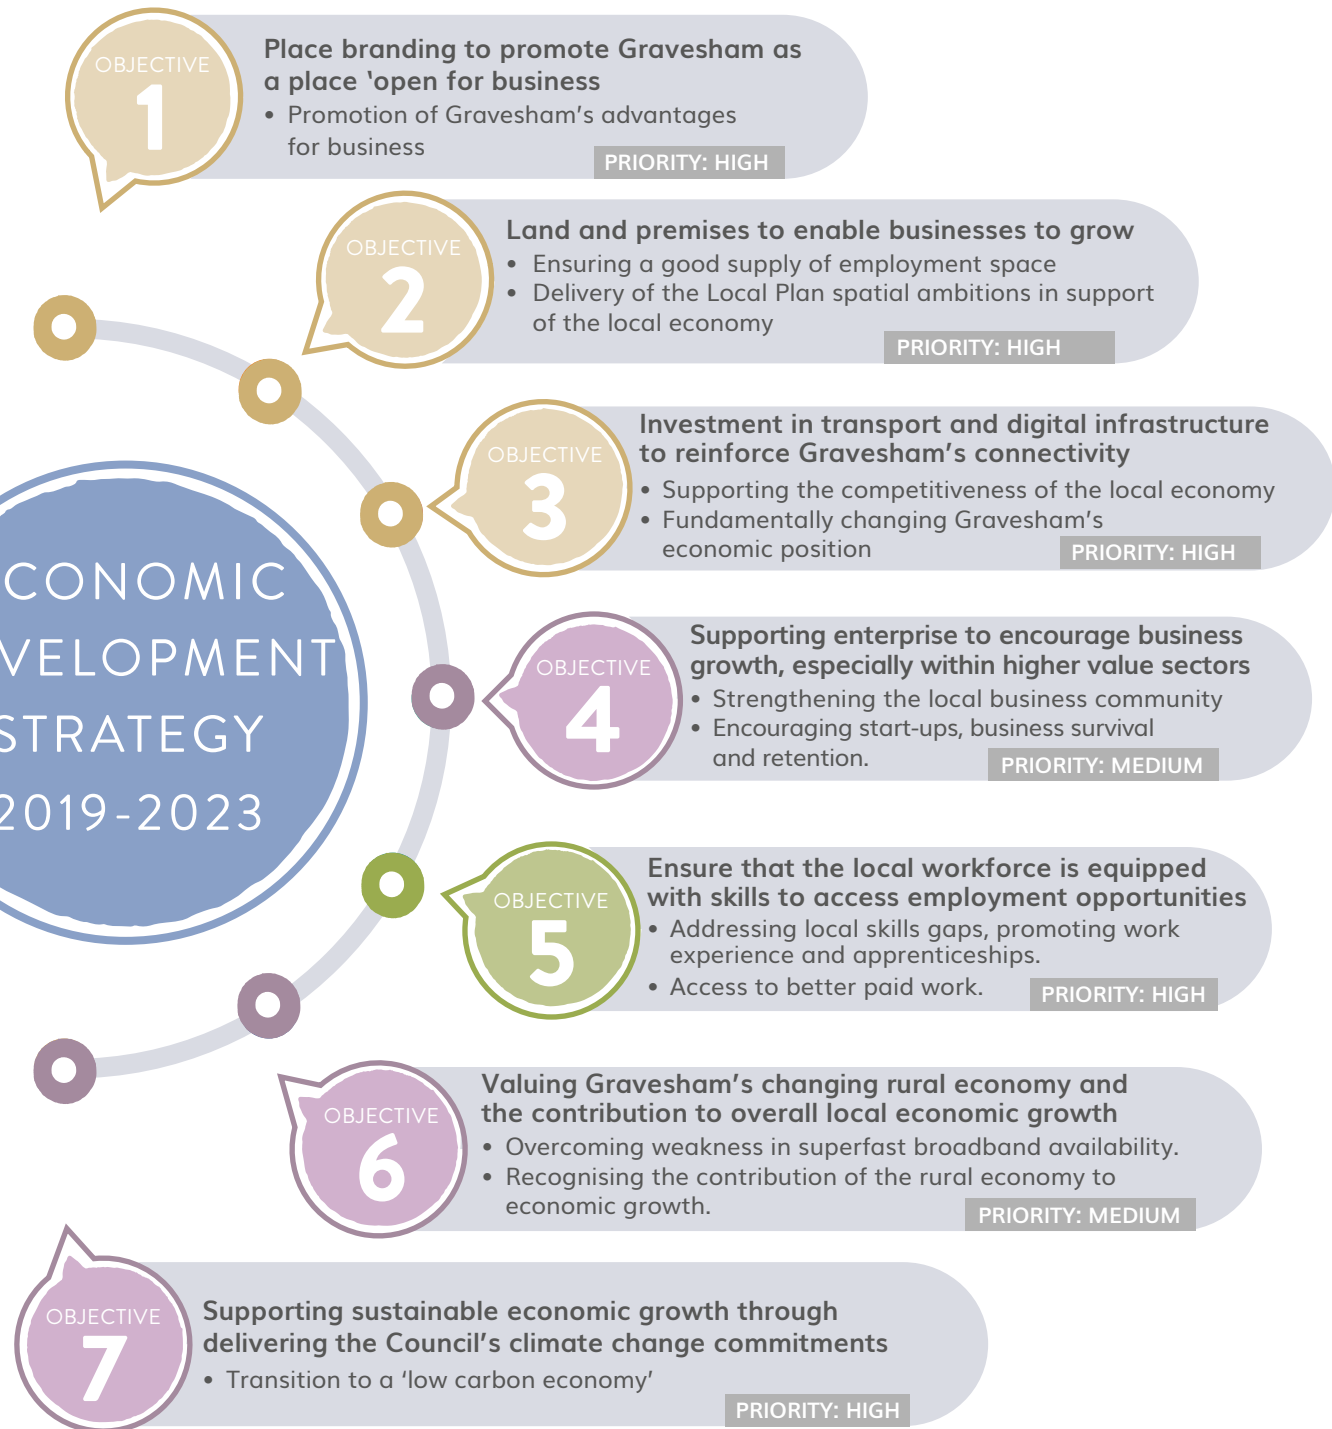 OBJECTIVE
1
Place branding to promote Gravesham as
a place ‘open for business
• Promotion of Gravesham’s advantages
for business
PRIORITY: HIGH
OBJECTIVE
2
Land and premises to enable businesses to grow
• Ensuring a good supply of employment space
• Delivery of the Local Plan spatial ambitions in support
of the local economy
PRIORITY: HIGH
OBJECTIVE
3
Investment in transport and digital infrastructure
to reinforce Gravesham’s connectivity
• Supporting the competitiveness of the local economy
• Fundamentally changing Gravesham’s
economic position
PRIORITY: HIGH
CONOMIC
VELOPMENT
STRATEGY
2019-2023
OBJECTIVE
4
Supporting enterprise to encourage business
growth, especially within higher value sectors
• Strengthening the local business community
• Encouraging start-ups, business survival
and retention.
PRIORITY: MEDIUM
OBJECTIVE
5
Ensure that the local workforce is equipped
with skills to access employment opportunities
• Addressing local skills gaps, promoting work
experience and apprenticeships.
• Access to better paid work.
PRIORITY: HIGH
OBJECTIVE
6
Valuing Gravesham’s changing rural economy and
the contribution to overall local economic growth
• Overcoming weakness in superfast broadband availability.
• Recognising the contribution of the rural economy to
economic growth.
PRIORITY: MEDIUM
OBJECTIVE
7
Supporting sustainable economic growth through
delivering the Council’s climate change commitments
• Transition to a ‘low carbon economy’
PRIORITY: HIGH